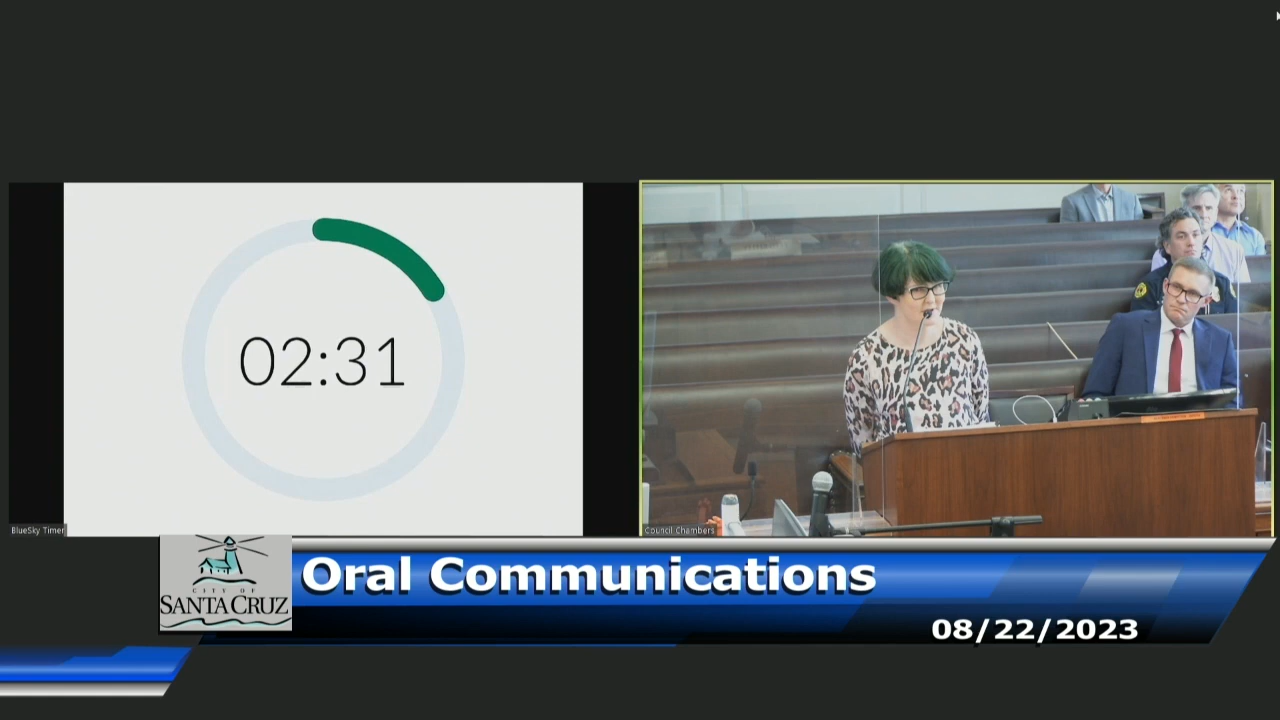 02:31
BlueSky Timer
Council Chambers
CITY OF
SANTA CRUZ
Oral Communications
08/22/2023